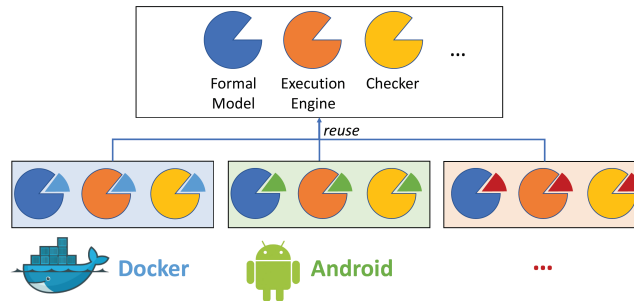 Formal
Model
Execution
Engine
Checker
...
reuse
Docker
Android
...